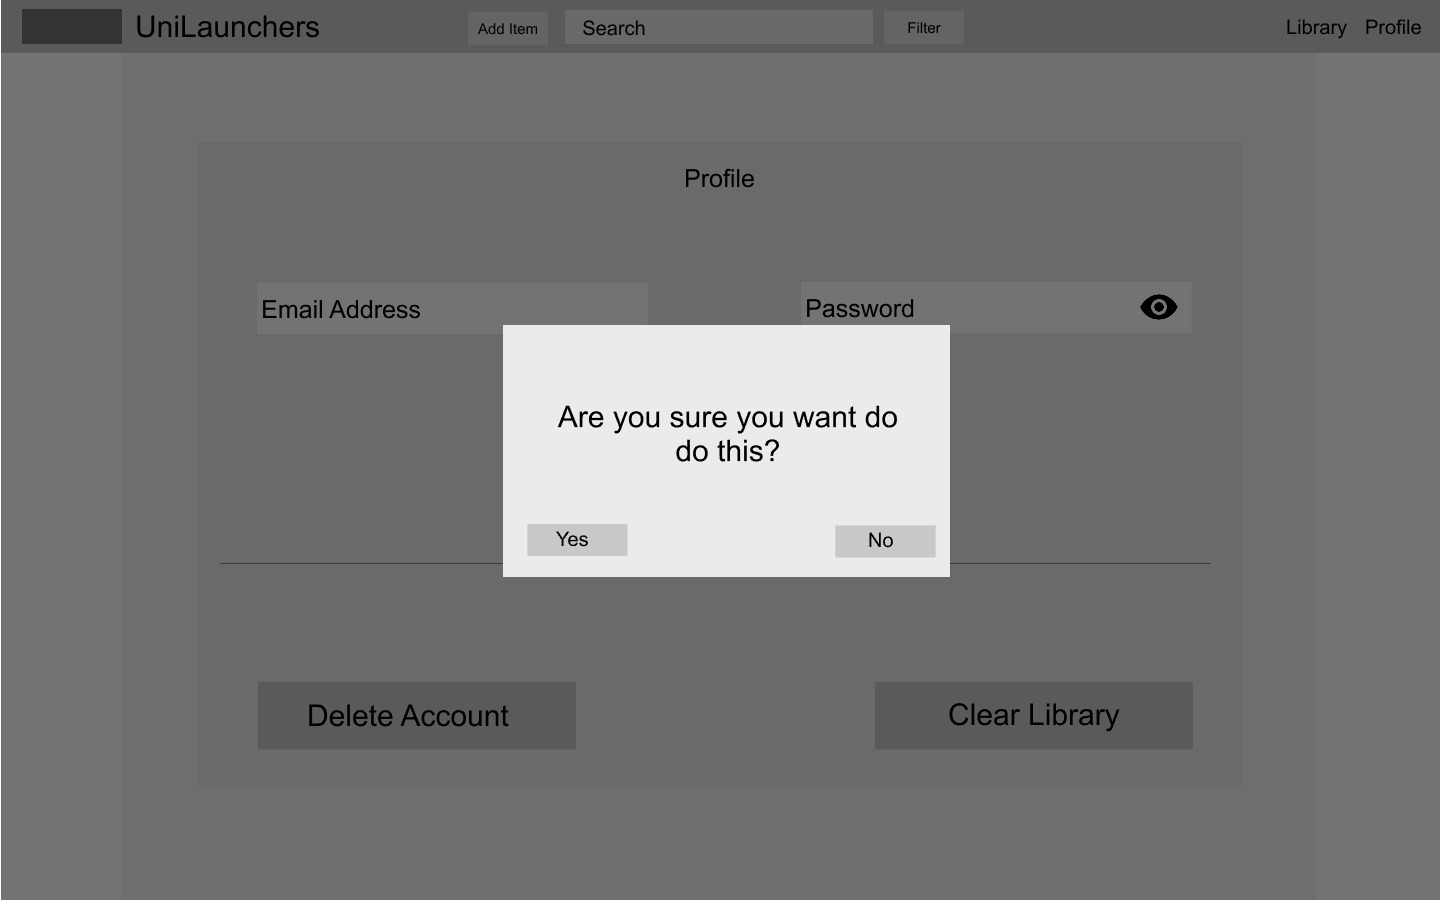 UniLaunchers
Add Item
Search
Filter
Library
Profile
Profile
Email Address
Password
Are you sure you want do
do this?
Yes
No
Delete Account
Clear Library